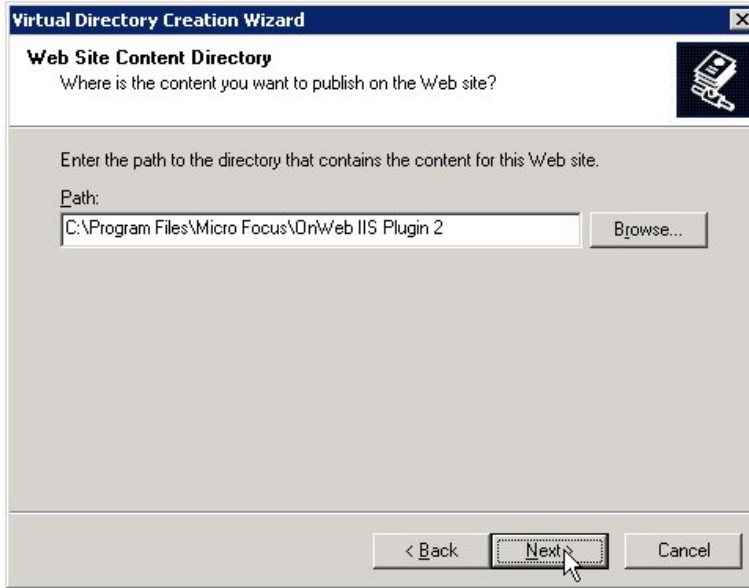 Virtual Directory Creation Wizard
Web Site Content Directory
Where is the content you want to publish on the Web site?
Enter the path to the directory that contains the content for this Web site.
Path:
C:\Program Files\Micro Focus\OnWeb IIS Plugin 2
Browse...
< Back
Next >
Cancel